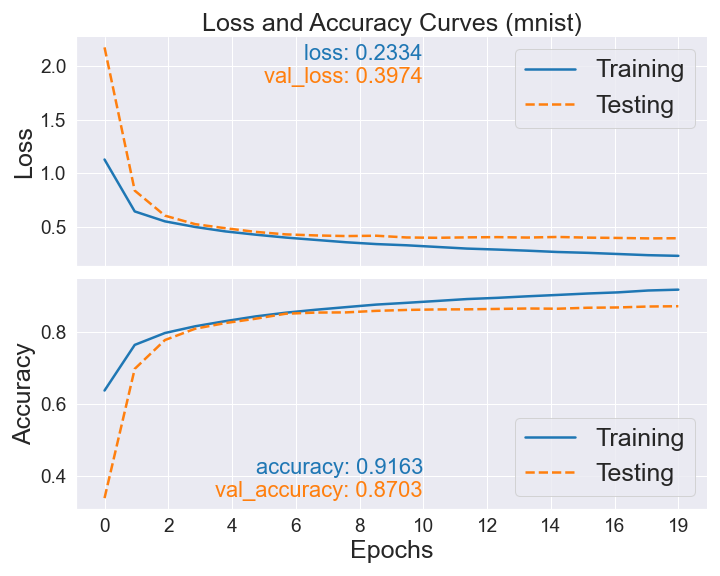 Loss and Accuracy Curves (mnist)
loss: 0.2334
val_loss: 0.3974
Training
Testing
2.0
1.5
1.0
0.5
Loss
0.8
0.6
0.4
Accuracy
Training
Testing
accuracy: 0.9163
val_accuracy: 0.8703
0 2 4 6 8 10 12 14 16 19
Epochs